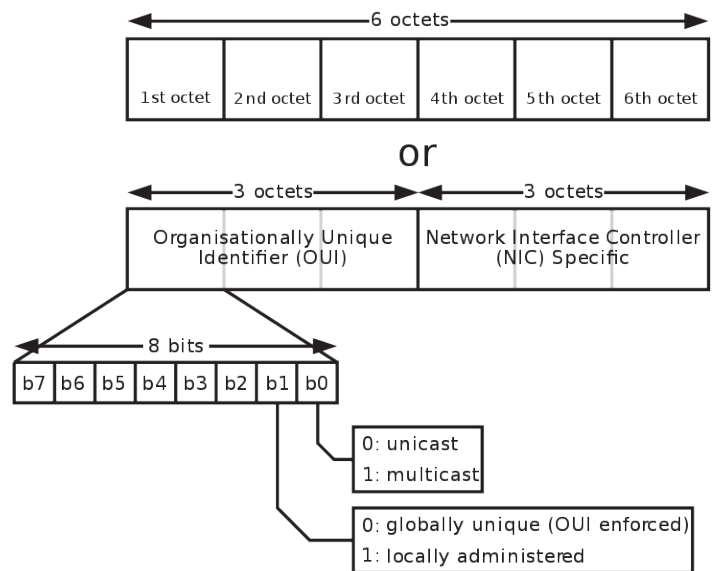 6 octets
1st octet 2nd octet 3rd octet 4th octet 5th octet 6th octet
or
3 octets 3 octets
Organisationally Unique Identifier (OUI)
Network Interface Controller (NIC) Specific
8 bits
b7 b6 b5 b4 b3 b2 b1 b0
0: unicast
1: multicast
0: globally unique (OUI enforced)
1: locally administered